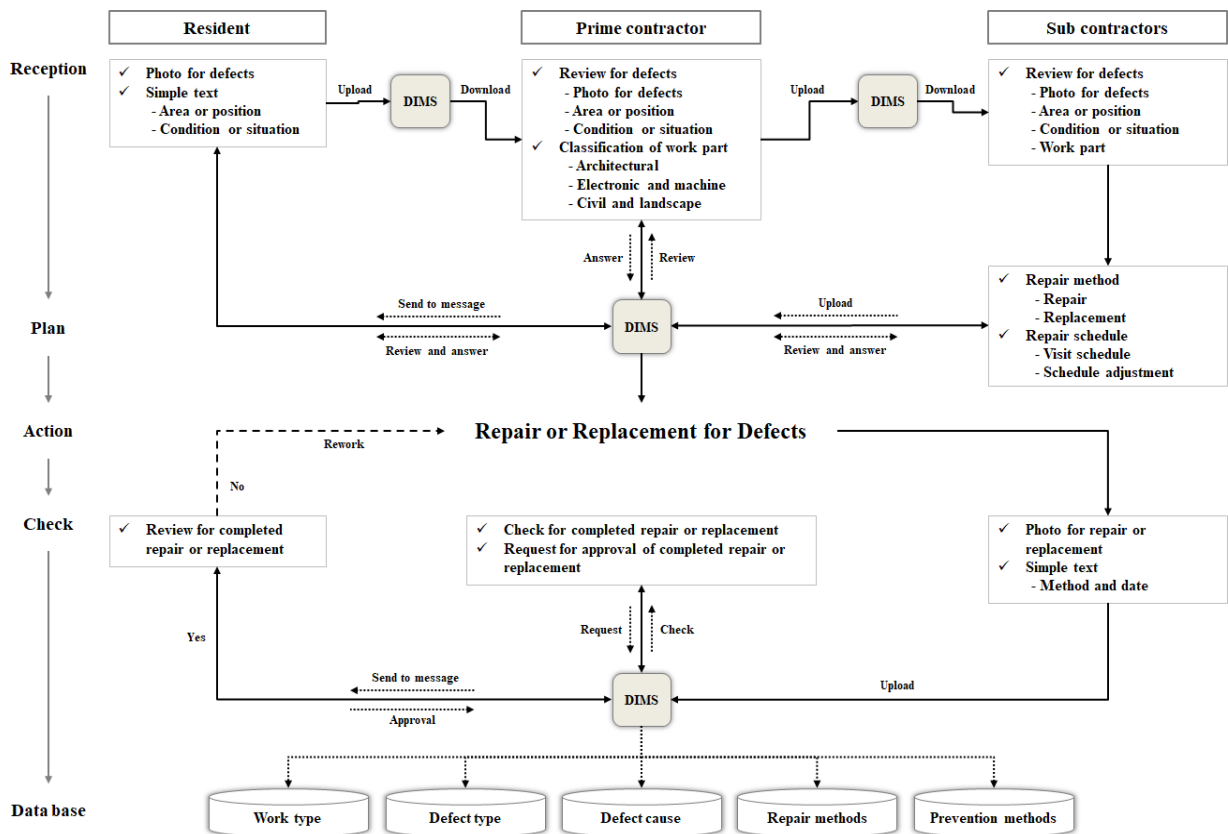 Resident
Prime contractor
Sub contractors
Reception
✓ Photo for defects
✓ Simple text
- Area or position
- Condition or situation
Upload
DIMS
Download
✓ Review for defects
- Photo for defects
- Area or position
- Condition or situation
✓ Classification of work part
- Architectural
- Electronic and machine
- Civil and landscape
Upload
DIMS
Download
✓ Review for defects
- Photo for defects
- Area or position
- Condition or situation
- Work part
Answer
Review
Plan
Send to message
Review and answer
DIMS
Upload
Review and answer
✓ Repair method
- Repair
- Replacement
✓ Repair schedule
- Visit schedule
- Schedule adjustment
Action
Rework
Repair or Replacement for Defects
No
Check
✓ Review for completed
repair or replacement
✓ Check for completed repair or replacement
✓ Request for approval of completed repair or
replacement
✓ Photo for repair or
replacement
✓ Simple text
- Method and date
Yes
Request
Check
Send to message
Approval
DIMS
Upload
Data base
Work type
Defect type
Defect cause
Repair methods
Prevention methods